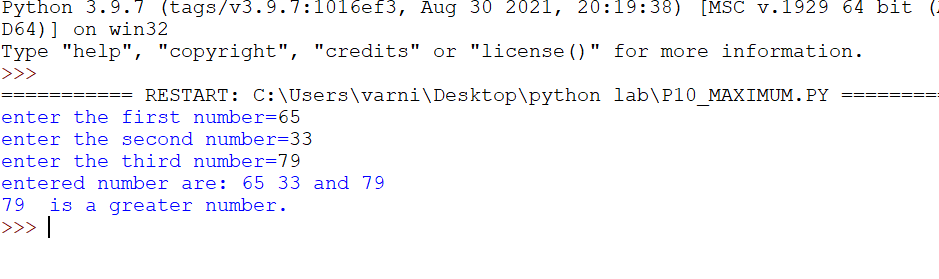 Python 3.9.7 (tags/v3.9.7:1016ef3, Aug 30 2021, 20:19:38) [MSC v.1929 64 bit (
D64)] on win32
Type "help", "copyright", "credits" or "license()" for more information.
>>>
=========== RESTART: C:\Users\varni\Desktop\python lab\P10_MAXIMUM.PY =========
enter the first number=65
enter the second number=33
enter the third number=79
entered number are: 65 33 and 79
79  is a greater number.
>>>